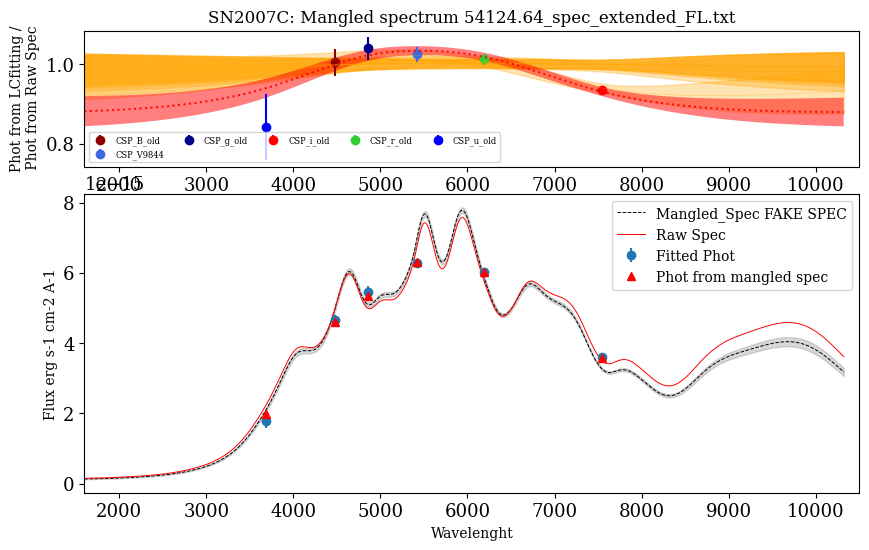 SN2007C: Mangled spectrum 54124.64_spec_extended_FL.txt
Phot from LCfitting /
Phot from Raw Spec
1.0
0.8
CSP_B_old
CSP_g_old
CSP_i_old
CSP_r_old
CSP_u_old
CSP_V9844
2000 3000 4000 5000 6000 7000 8000 9000 10000
1e−15
Flux erg s-1 cm-2 A-1
8
6
4
2
0
Mangled_Spec FAKE SPEC
Raw Spec
Fitted Phot
Phot from mangled spec
2000 3000 4000 5000 6000 7000 8000 9000 10000
Wavelenght